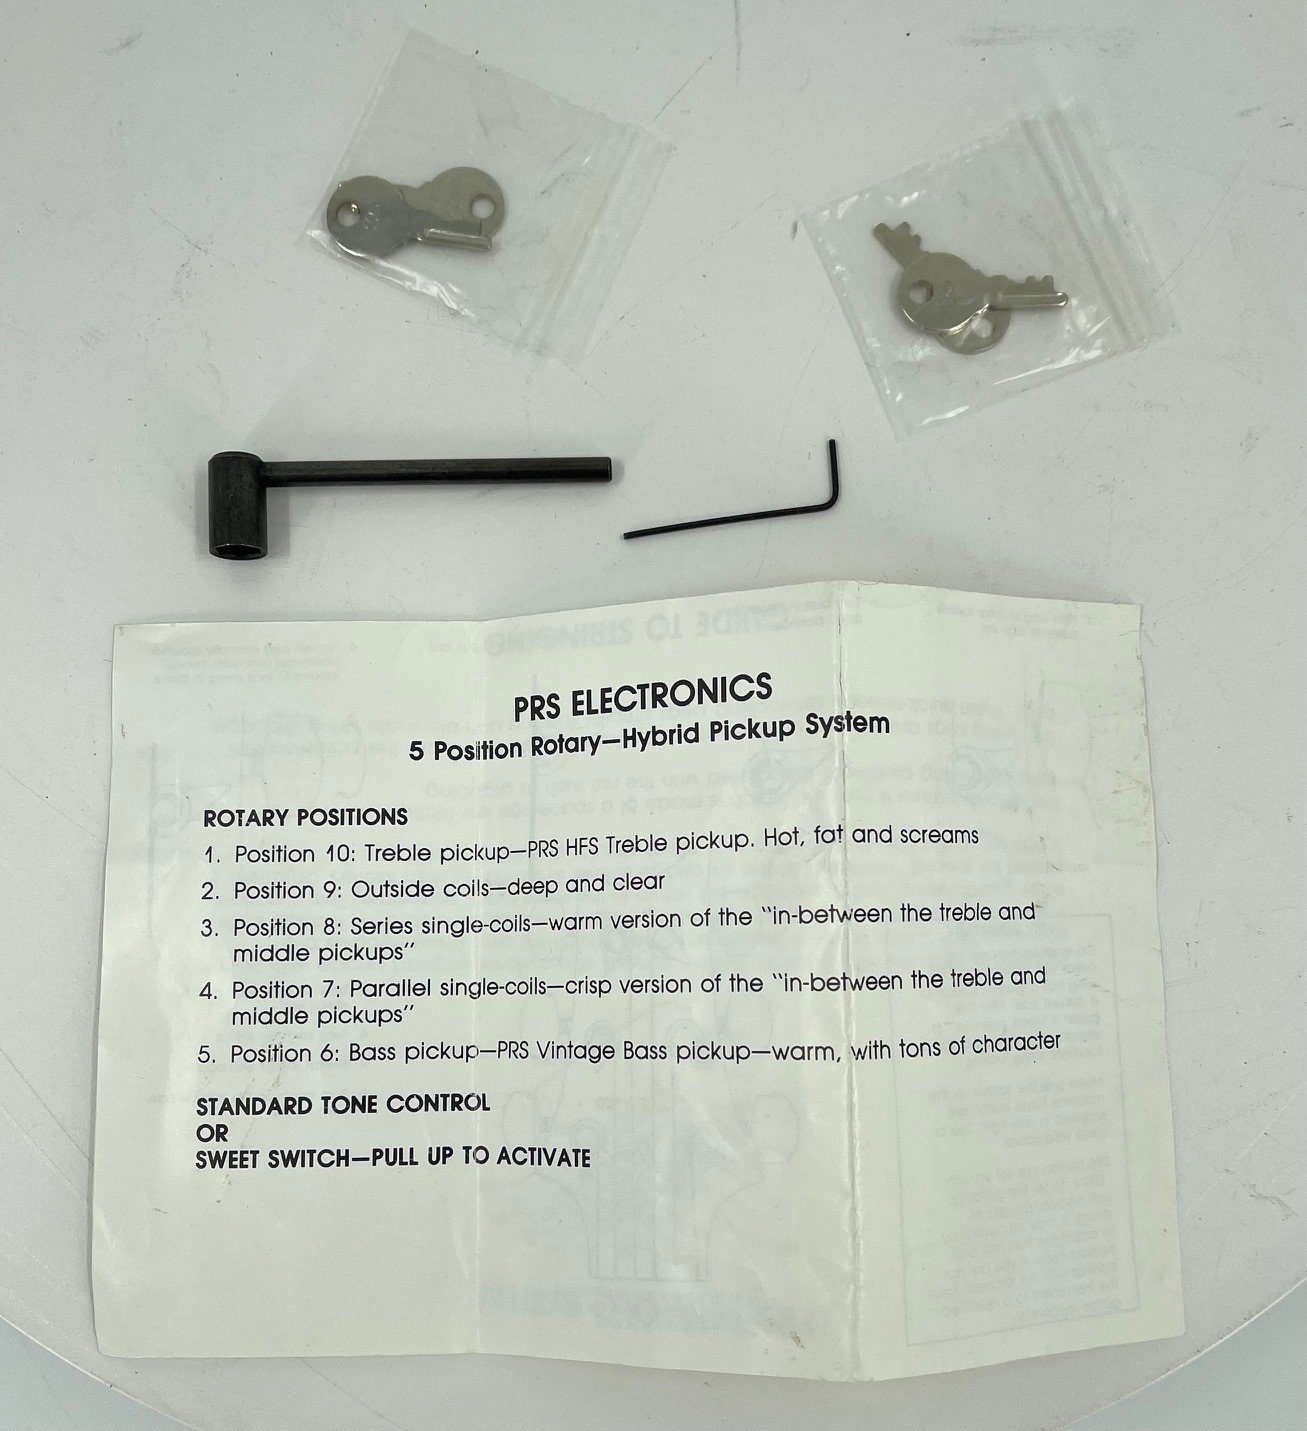 PRS ELECTRONICS
5 Position Rotary—Hybrid Pickup System
ROTARY POSITIONS
1. Position 10: Treble pickup—PRS HFS Treble pickup. Hot, fat and screams
2. Position 9: Outside coils—deep and clear
3. Position 8: Series single-coils—warm version of the "in-between the treble and
middle pickups"
4. Position 7: Parallel single-coils—crisp version of the "in-between the treble and
middle pickups"
5. Position 6: Bass pickup—PRS Vintage Bass pickup—warm, with tons of character
STANDARD TONE CONTROL
OR
SWEET SWITCH—PULL UP TO ACTIVATE